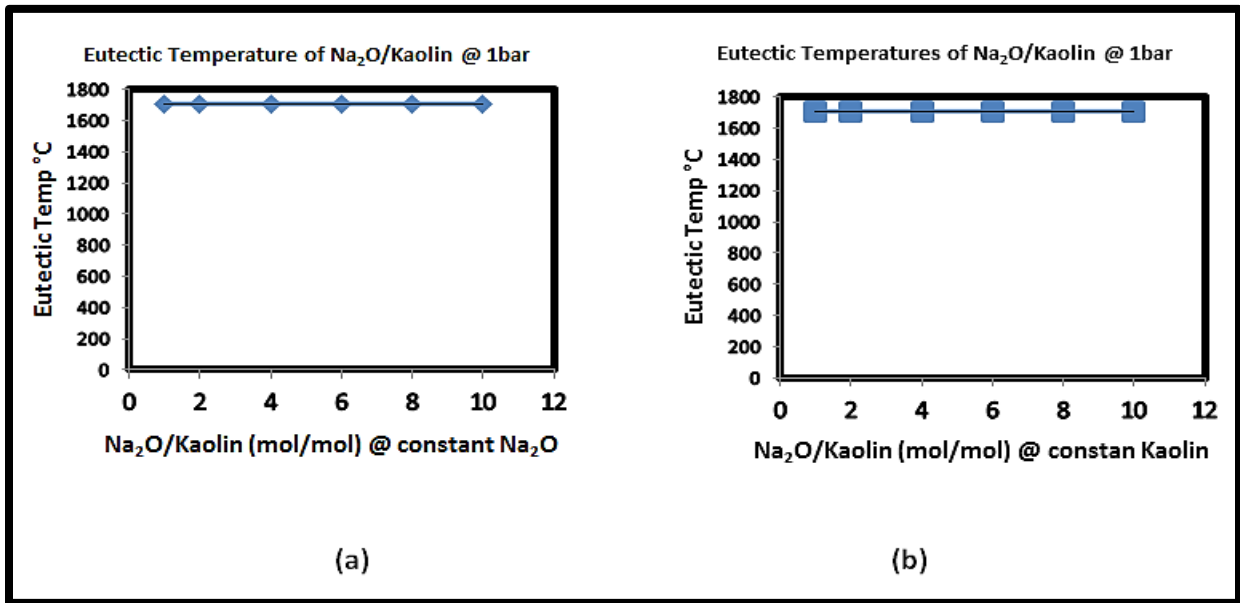 Eutectic Temperature of Na₂O/Kaolin @ 1bar
1800
1600
1400
1200
1000
800
600
400
200
0
Eutectic Temp °C
0 2 4 6 8 10 12
Na₂O/Kaolin (mol/mol) @ constant Na₂O
(a)
Eutectic Temperatures of Na₂O/Kaolin @ 1bar
1800
1600
1400
1200
1000
800
600
400
200
0
Eutectic Temp °C
0 2 4 6 8 10 12
Na₂O/Kaolin (mol/mol) @ constan Kaolin
(b)